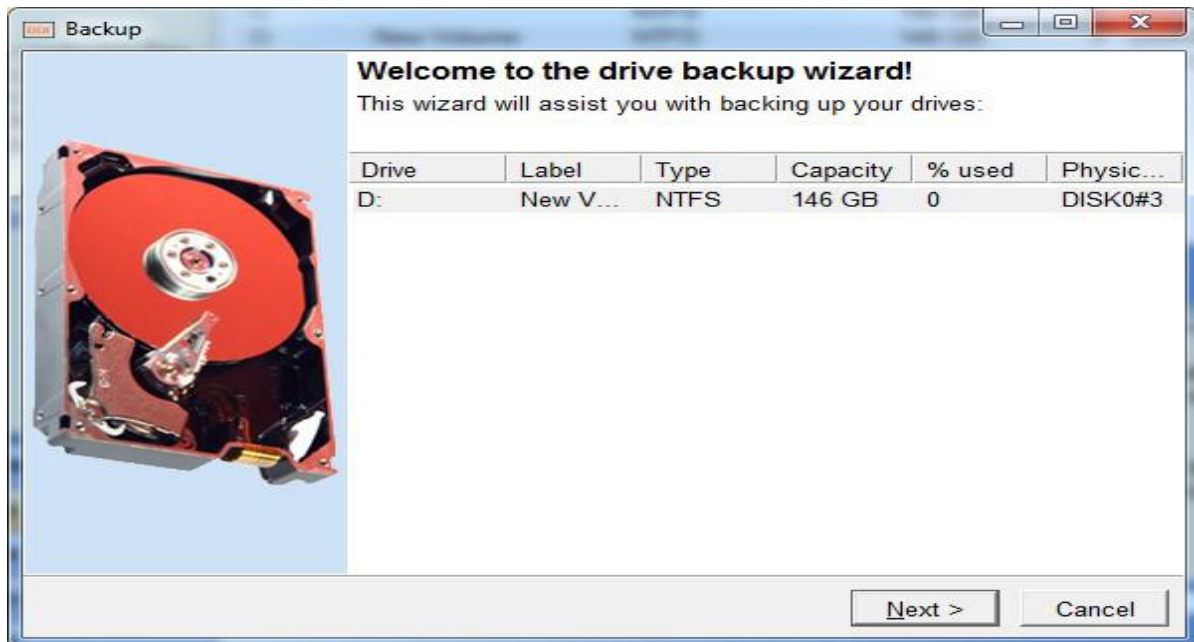 Backup
Welcome to the drive backup wizard!
This wizard will assist you with backing up your drives:
Drive Label Type Capacity % used Physic...
D: New V... NTFS 146 GB 0 DISK0#3
Next > Cancel